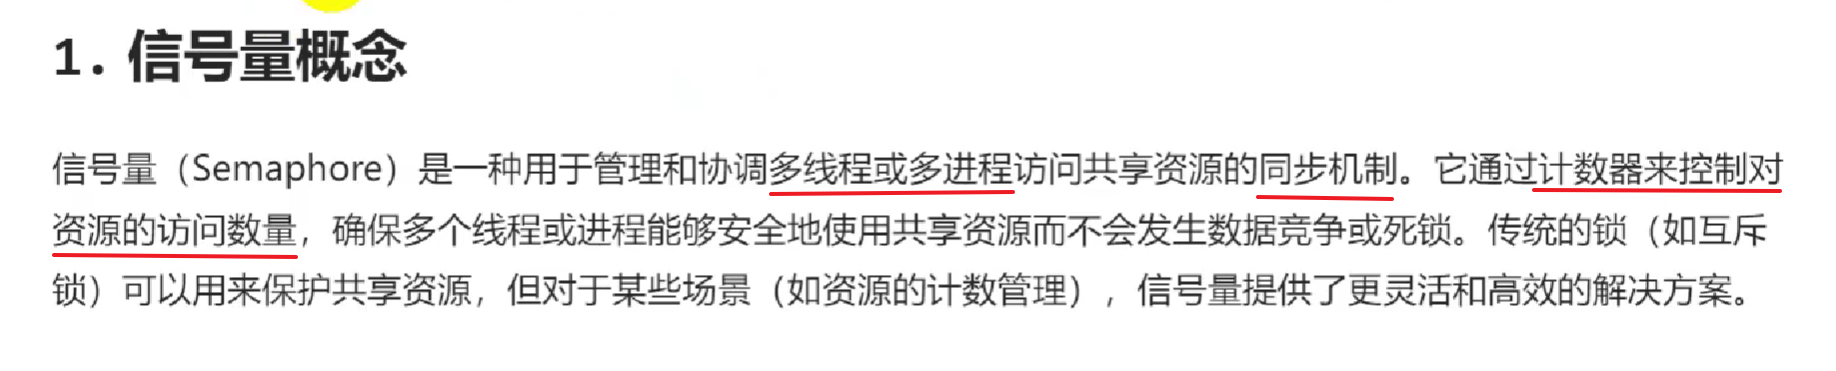 1. 信号量概念
信号量（Semaphore）是一种用于管理和协调多线程或多进程访问共享资源的同步机制。它通过计数器来控制对
资源的访问数量，确保多个线程或进程能够安全地使用共享资源而不会发生数据竞争或死锁。传统的锁（如互斥
锁）可以用来保护共享资源，但对于某些场景（如资源的计数管理），信号量提供了更灵活和高效的解决方案。